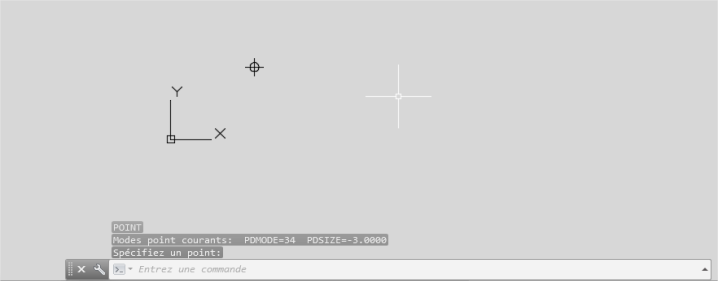 Y
X
POINT
Modes point courants:  PDMODE=34  PDSIZE=-3.0000
Spécifiez un point:
Entrez une commande